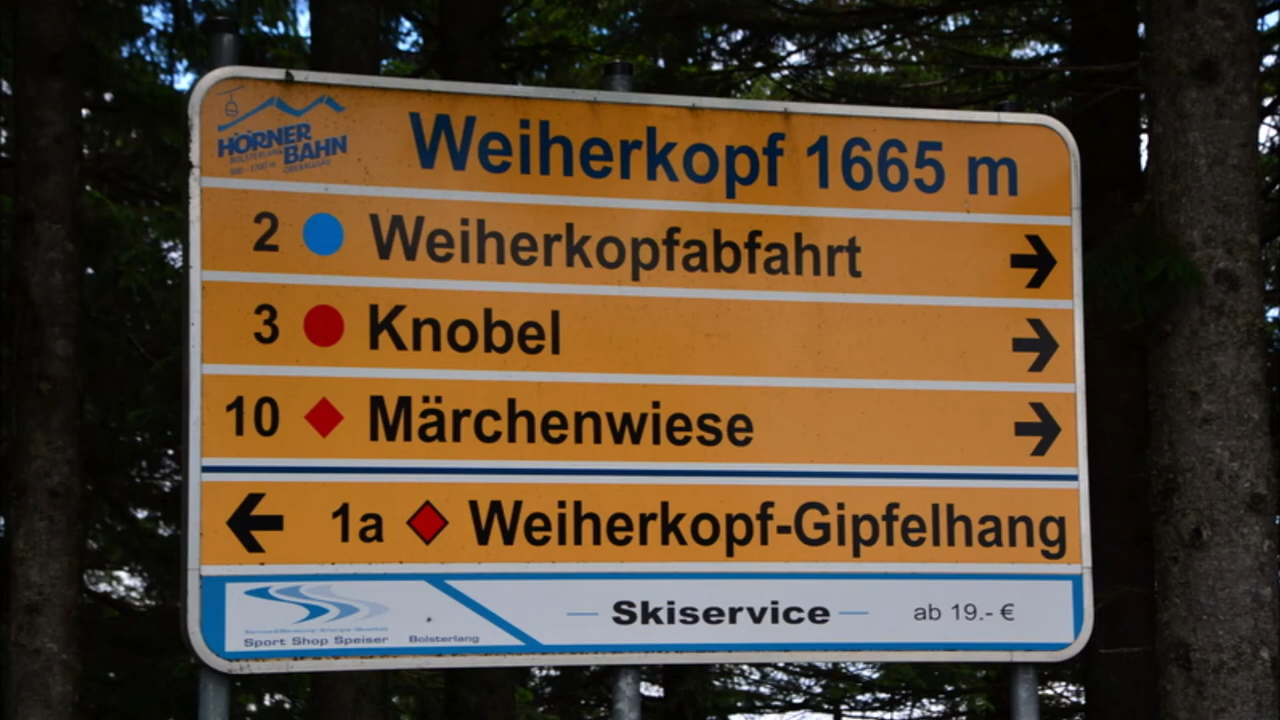 HÖRNER
BAHN
BOLSTERLANG
OBERALLGÄU
Weiherkopf 1665 m
2 Weiherkopfabfahrt →
3 Knobel →
10 Märchenwiese →
← 1a Weiherkopf-Gipfelhang
Sport Shop Speiser Bolsterlang
– Skiservice – ab 19.- €